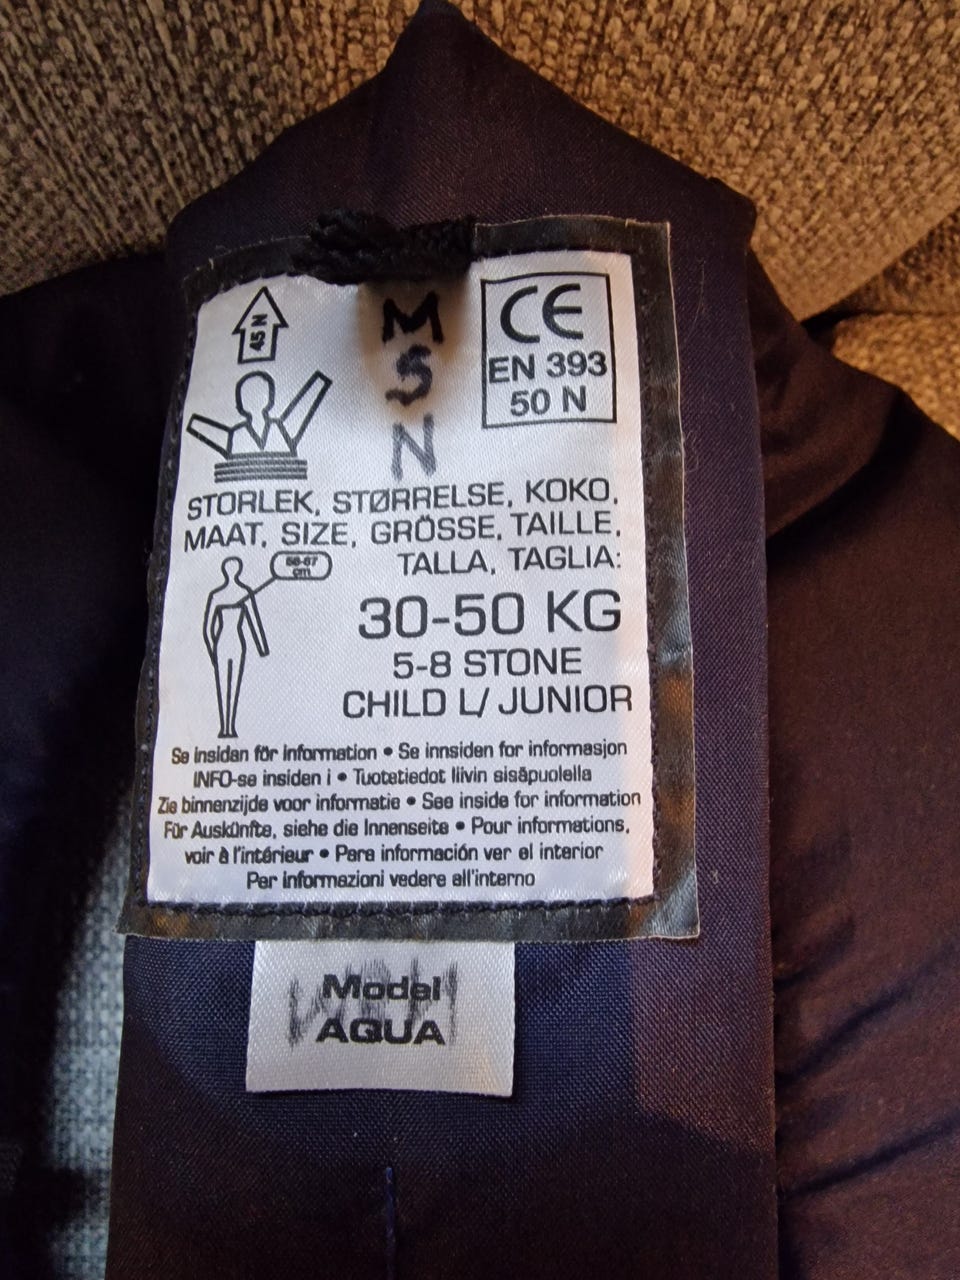 45 N
M
S
N
CE
EN 393
50 N
STORLEK, STØRRELSE, KOKO,
MAAT, SIZE, GRÖSSE, TAILLE,
TALLA, TAGLIA:
cm
30-50 KG
5-8 STONE
CHILD L/ JUNIOR
Se insidan för information • Se innsiden for informasjon
INFO-se insiden i • Tuotetiedot liivin sisäpuolella
Zie binnenzijde voor informatie • See inside for information
Für Auskünfte, siehe die Innenseite • Pour informations,
voir à l'intérieur • Para información ver el interior
Per informazioni vedere all'interno
Model
AQUA